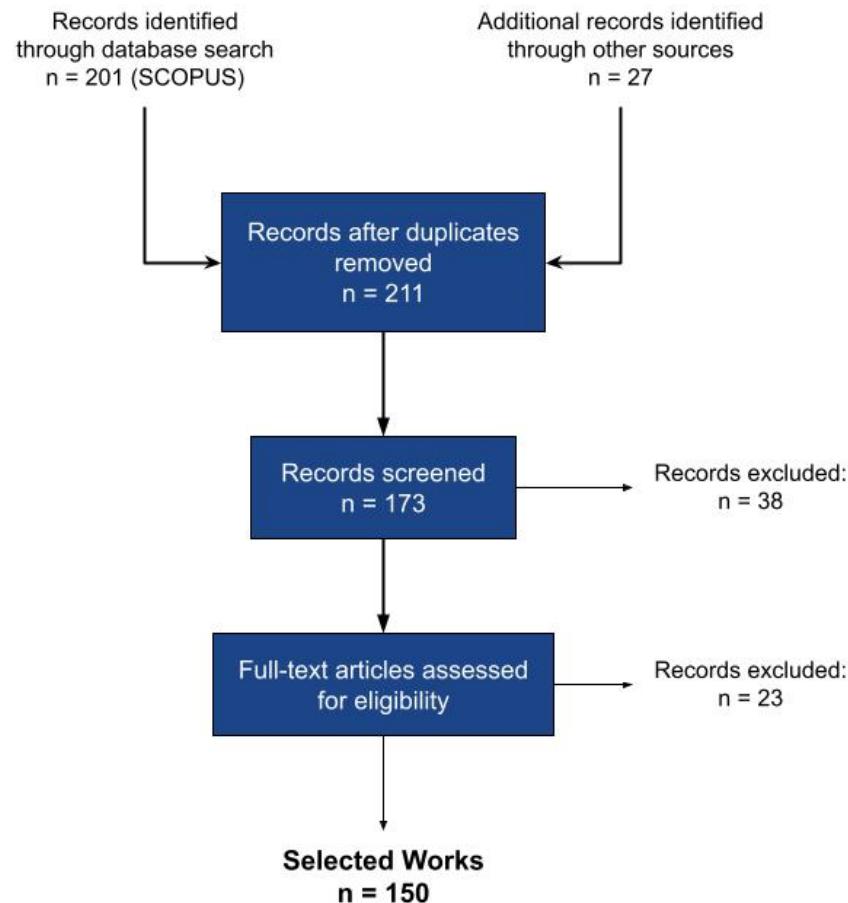 Records identified
through database search
n = 201 (SCOPUS)
Additional records identified
through other sources
n = 27
Records after duplicates
removed
n = 211
Records screened
n = 173
Records excluded:
n = 38
Full-text articles assessed
for eligibility
Records excluded:
n = 23
Selected Works
n = 150